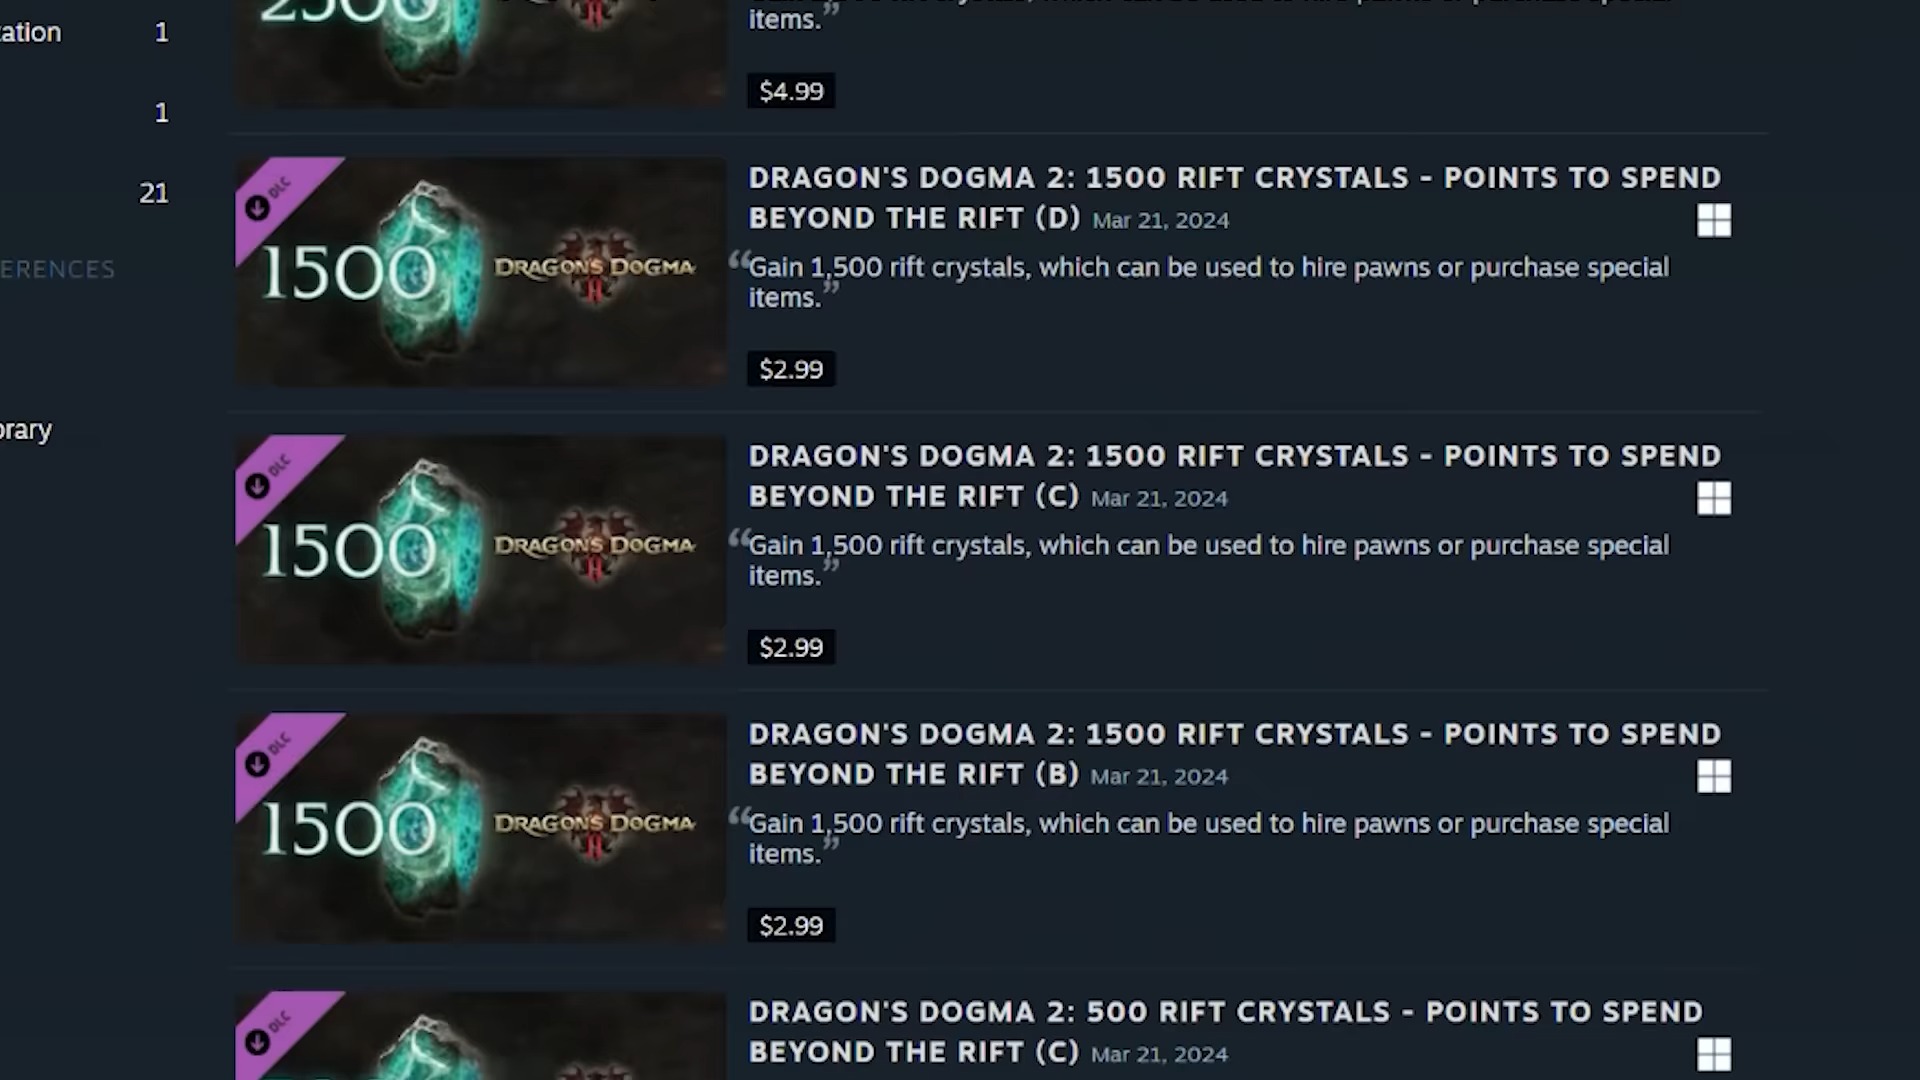 ation 1
1
21
ERENCES
orary
2500
items.”
$4.99
DLC
1500
DRAGON'S DOGMA
II
DRAGON'S DOGMA 2: 1500 RIFT CRYSTALS - POINTS TO SPEND
BEYOND THE RIFT (D) Mar 21, 2024
“Gain 1,500 rift crystals, which can be used to hire pawns or purchase special
items.”
$2.99
DLC
1500
DRAGON'S DOGMA
II
DRAGON'S DOGMA 2: 1500 RIFT CRYSTALS - POINTS TO SPEND
BEYOND THE RIFT (C) Mar 21, 2024
“Gain 1,500 rift crystals, which can be used to hire pawns or purchase special
items.”
$2.99
DLC
1500
DRAGON'S DOGMA
II
DRAGON'S DOGMA 2: 1500 RIFT CRYSTALS - POINTS TO SPEND
BEYOND THE RIFT (B) Mar 21, 2024
“Gain 1,500 rift crystals, which can be used to hire pawns or purchase special
items.”
$2.99
DLC
DRAGON'S DOGMA 2: 500 RIFT CRYSTALS - POINTS TO SPEND
BEYOND THE RIFT (C) Mar 21, 2024